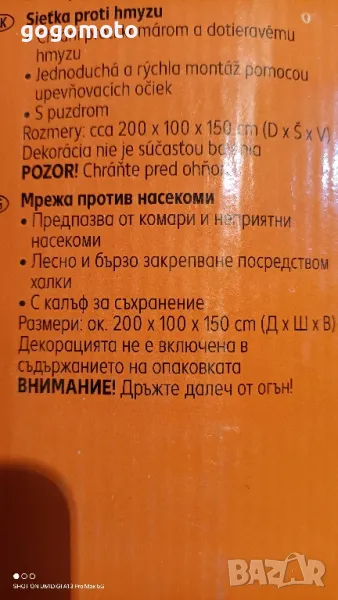 Sietka proti hmyzu
gogomoto
márom a dotieravému
hmyzu
• Jednoduchá a rýchla montáž pomocou
upevňovacích očiek
• S puzdrom
Rozmery: cca 200 x 100 x 150 cm (D x Š x V)
Dekorácia nie je súčasťou balenia
POZOR! Chráňte pred ohňom
Мрежа против насекоми
• Предпазва от комари и неприятни
насекоми
• Лесно и бързо закрепване посредством
халки
• С калъф за съхранение
Размери: ок. 200 x 100 x 150 cm (Д x Ш x В)
Декорацията не е включена в
съдържанието на опаковката
ВНИМАНИЕ! Дръжте далеч от огън!
SHOT ON UMIDIGI A13 Pro Max 5G
bazar.bg